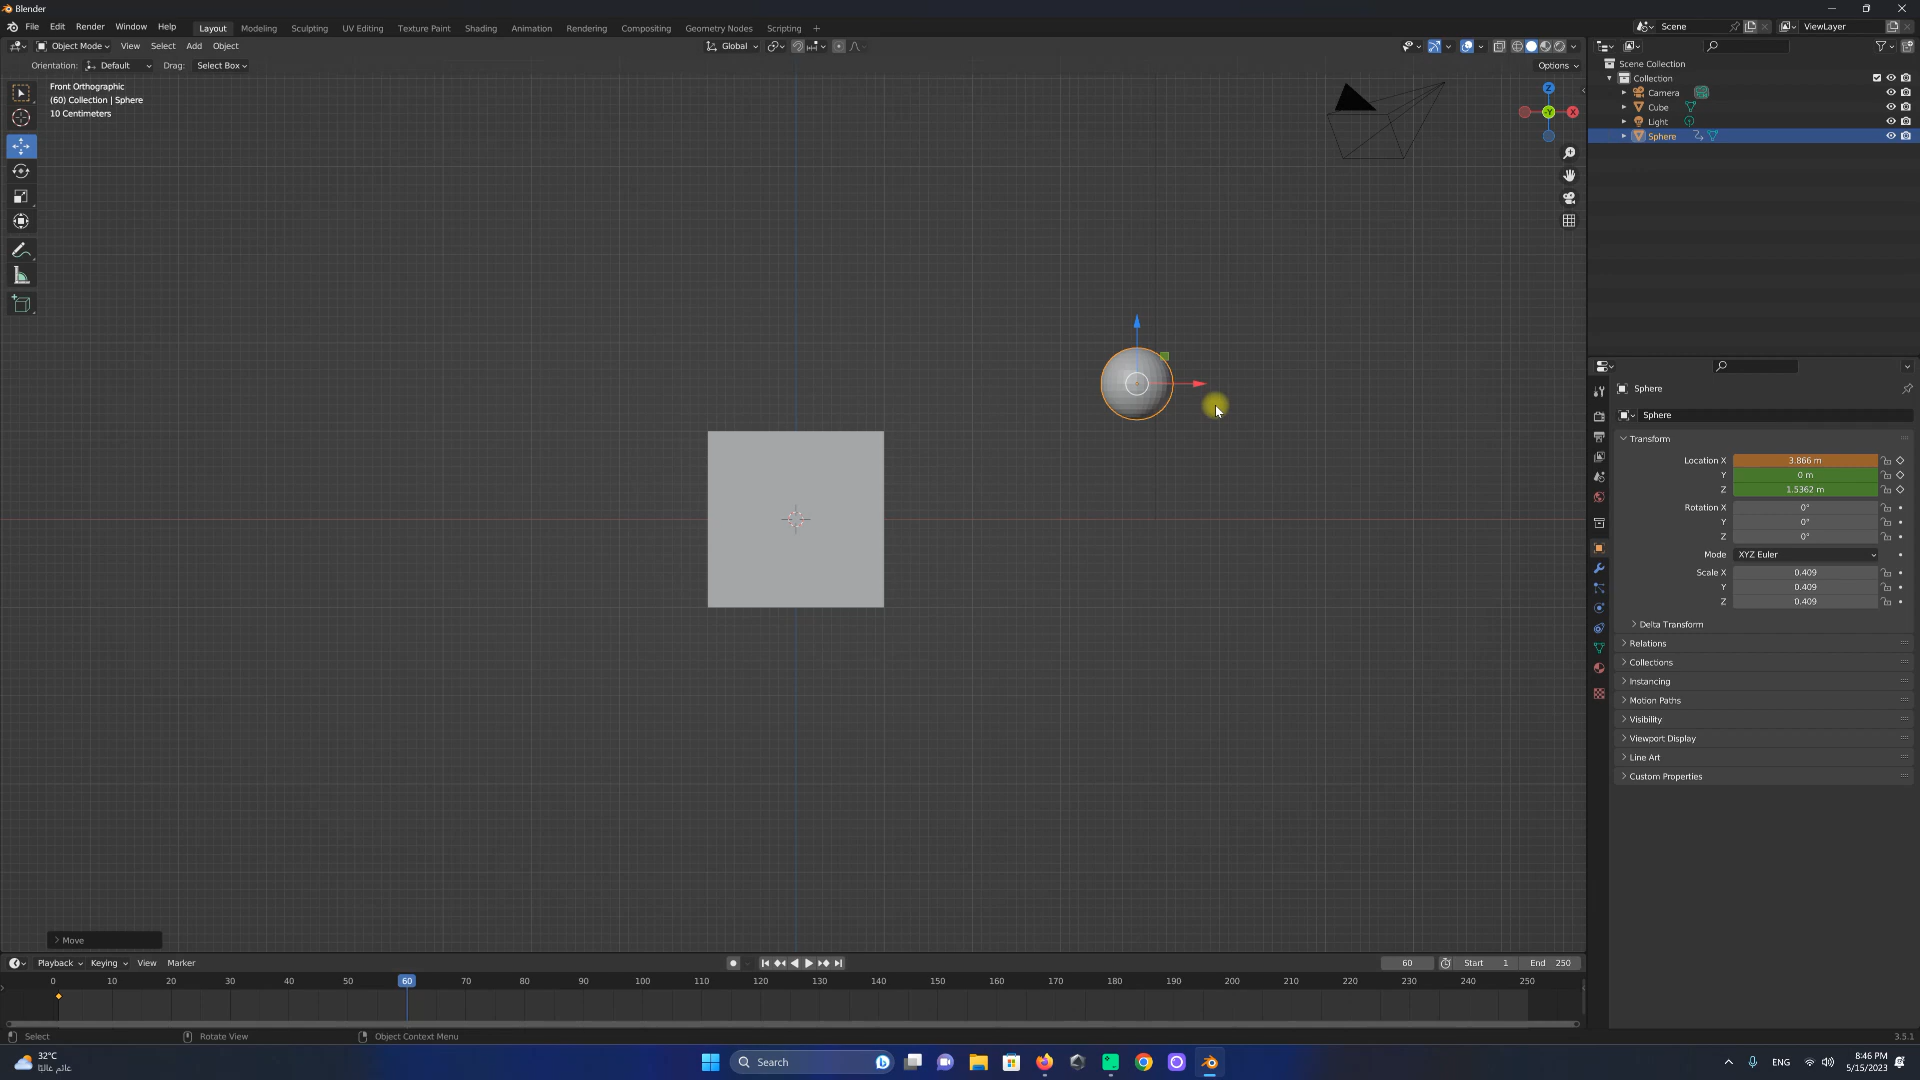 Blender
File Edit Render Window Help Layout Modeling Sculpting UV Editing Texture Paint Shading Animation Rendering Compositing Geometry Nodes Scripting +
Scene ViewLayer
Object Mode View Select Add Object Global
Orientation: Default Drag: Select Box Options
Front Orthographic
(60) Collection | Sphere
10 Centimeters
Z
Y
X
Scene Collection
Collection
Camera
Cube
Light
Sphere
Sphere
Sphere
Transform
Location X 3.866 m
Y 0 m
Z 1.5362 m
Rotation X 0°
Y 0°
Z 0°
Mode XYZ Euler
Scale X 0.409
Y 0.409
Z 0.409
Delta Transform
Relations
Collections
Instancing
Motion Paths
Visibility
Viewport Display
Line Art
Custom Properties
Move
Playback Keying View Marker 60 Start 1 End 250
0 10 20 30 40 50 60 70 80 90 100 110 120 130 140 150 160 170 180 190 200 210 220 230 240 250
Select Rotate View Object Context Menu 3.5.1
32°C
غائم غالبًا
Search
ENG
8:46 PM
5/15/2023